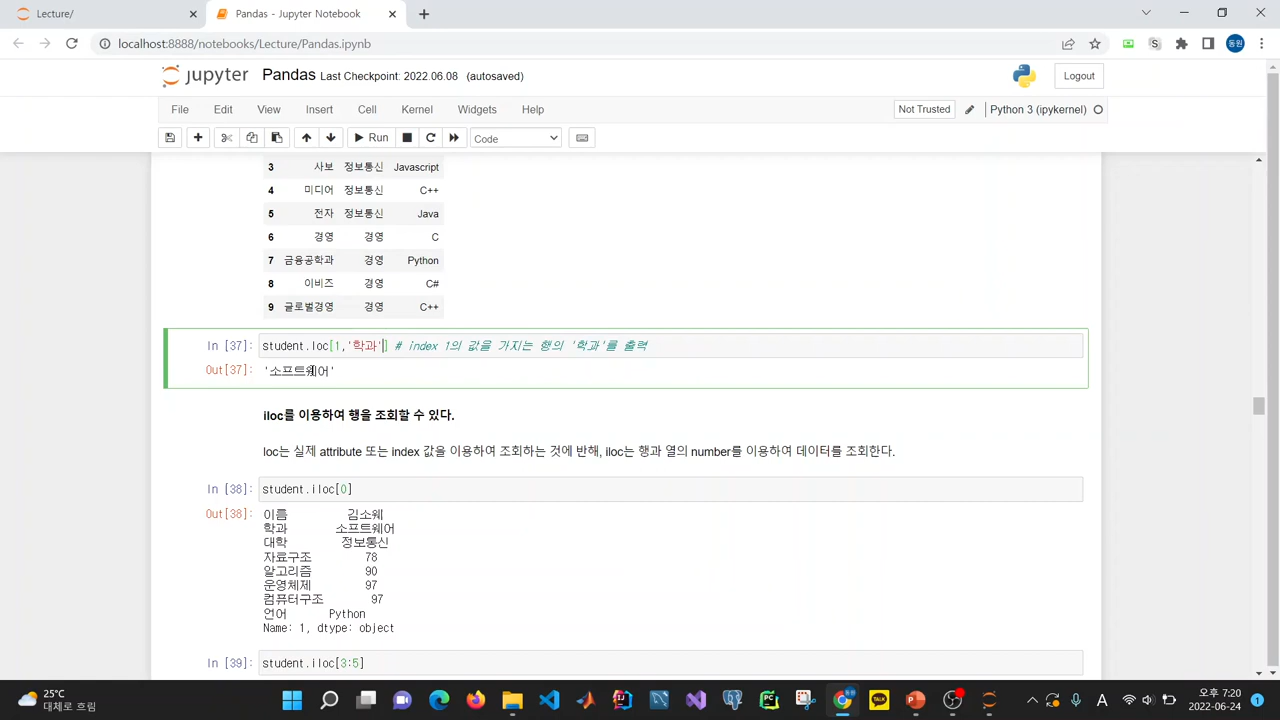 Lecture/
Pandas - Jupyter Notebook
localhost:8888/notebooks/Lecture/Pandas.ipynb
S
동원
jupyter Pandas Last Checkpoint: 2022.06.08 (autosaved)
Logout
File Edit View Insert Cell Kernel Widgets Help
Not Trusted
Python 3 (ipykernel)
Run
Code
3 사보 정보통신 Javascript
4 미디어 정보통신 C++
5 전자 정보통신 Java
6 경영 경영 C
7 금융공학과 경영 Python
8 이비즈 경영 C#
9 글로벌경영 경영 C++
In [37]: student.loc[1,'학과'] # index 1의 값을 가지는 행의 '학과'를 출력
Out[37]: '소프트웨어'
iloc를 이용하여 행을 조회할 수 있다.
loc는 실제 attribute 또는 index 값을 이용하여 조회하는 것에 반해, iloc는 행과 열의 number를 이용하여 데이터를 조회한다.
In [38]: student.iloc[0]
Out[38]: 이름 김소웨
학과 소프트웨어
대학 정보통신
자료구조 78
알고리즘 90
운영체제 97
컴퓨터구조 97
언어 Python
Name: 1, dtype: object
In [39]: student.iloc[3:5]
25°C
대체로 흐림
TALK
A
오후 7:20
2022-06-24
1